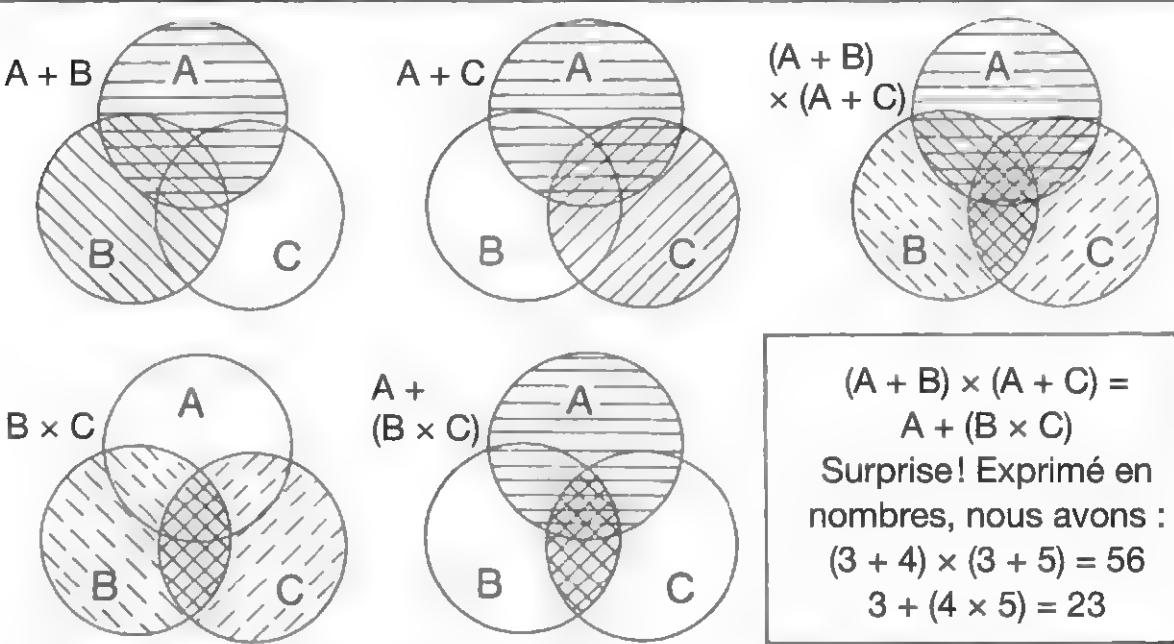 A + B
A
B
C
A + C
A
B
C
(A + B)
× (A + C)
A
B
C
B × C
A
B
C
A +
(B × C)
A
B
C
(A + B) × (A + C) =
A + (B × C)
Surprise! Exprimé en
nombres, nous avons :
(3 + 4) × (3 + 5) = 56
3 + (4 × 5) = 23